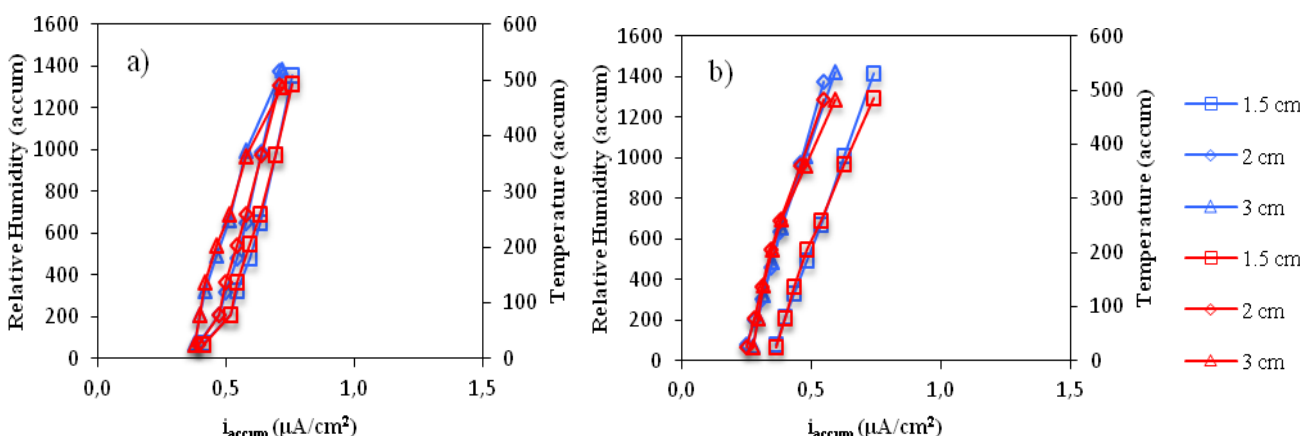 a)
Relative Humidity (accum)
1600
1400
1200
1000
800
600
400
200
0
600
500
400
300
200
100
0
Temperature (accum)
0,0 0,5 1,0 1,5
iaccum (µA/cm²)
b)
Relative Humidity (accum)
1600
1400
1200
1000
800
600
400
200
0
600
500
400
300
200
100
0
Temperature (accum)
0,0 0,5 1,0 1,5
iaccum (µA/cm²)
1.5 cm
2 cm
3 cm
1.5 cm
2 cm
3 cm